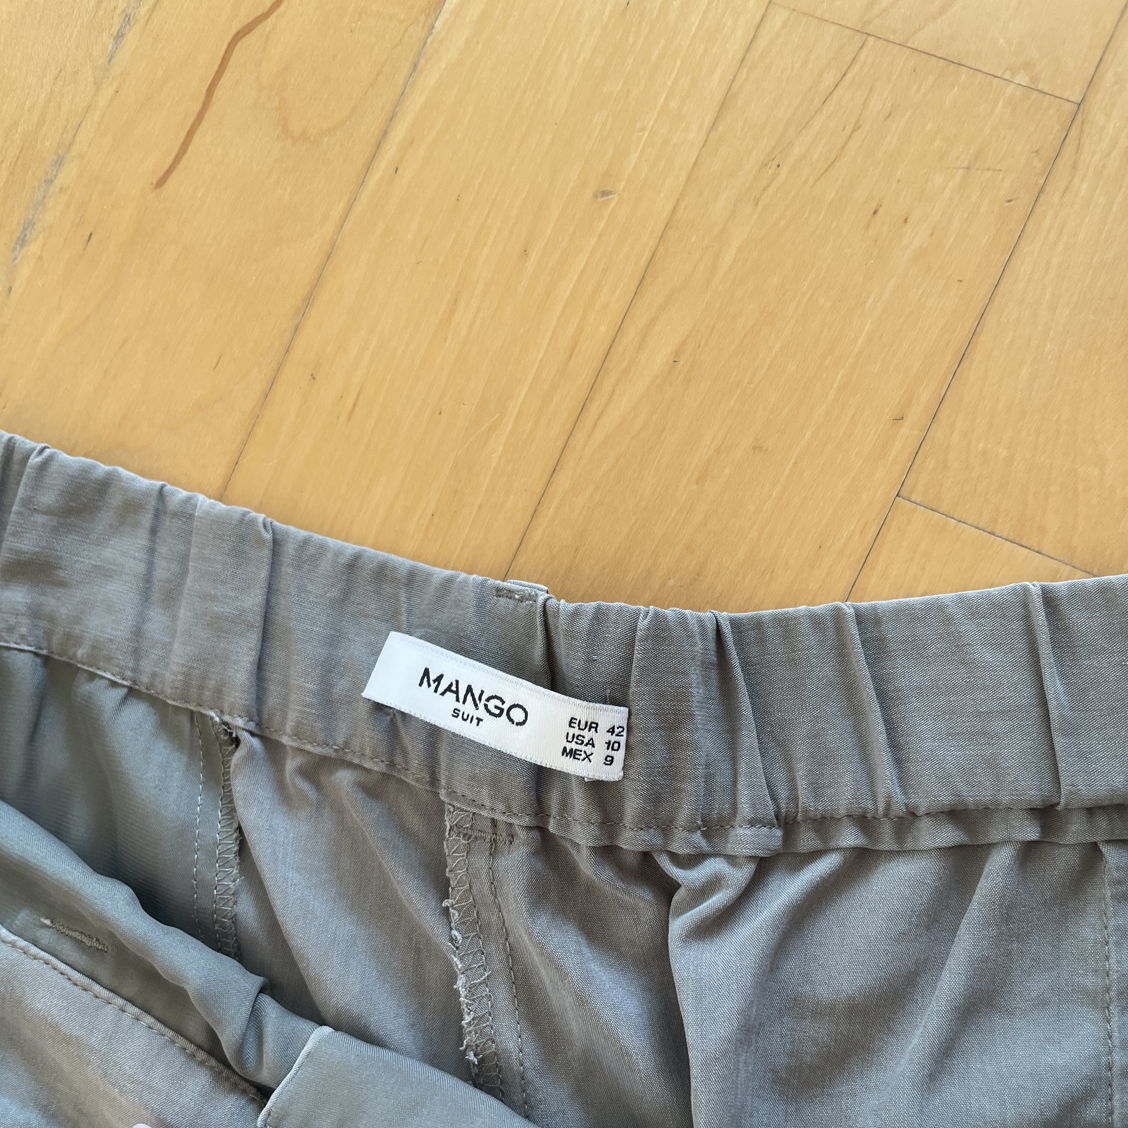 MANGO
SUIT
EUR 42
USA 10
MEX 9